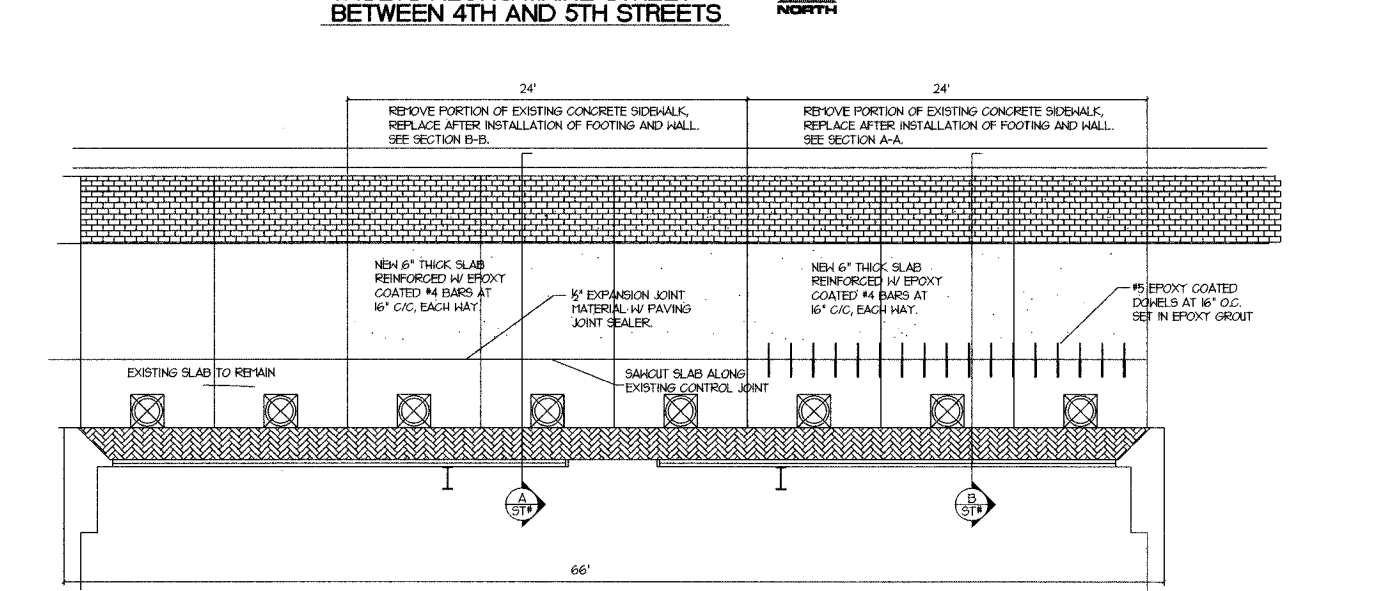 BETWEEN 4TH AND 5TH STREETS
NORTH
24'
24'
REMOVE PORTION OF EXISTING CONCRETE SIDEWALK,
REPLACE AFTER INSTALLATION OF FOOTING AND WALL.
SEE SECTION B-B.
REMOVE PORTION OF EXISTING CONCRETE SIDEWALK,
REPLACE AFTER INSTALLATION OF FOOTING AND WALL.
SEE SECTION A-A.
NEW 6" THICK SLAB
REINFORCED W/ EPOXY
COATED #4 BARS AT
16" C/C, EACH WAY.
½" EXPANSION JOINT
MATERIAL W/ PAVING
JOINT SEALER.
NEW 6" THICK SLAB
REINFORCED W/ EPOXY
COATED #4 BARS AT
16" C/C, EACH WAY.
#5 EPOXY COATED
DOWELS AT 16" O.C.
SET IN EPOXY GROUT
EXISTING SLAB TO REMAIN
SAWCUT SLAB ALONG
EXISTING CONTROL JOINT
A
ST#
B
ST#
66'